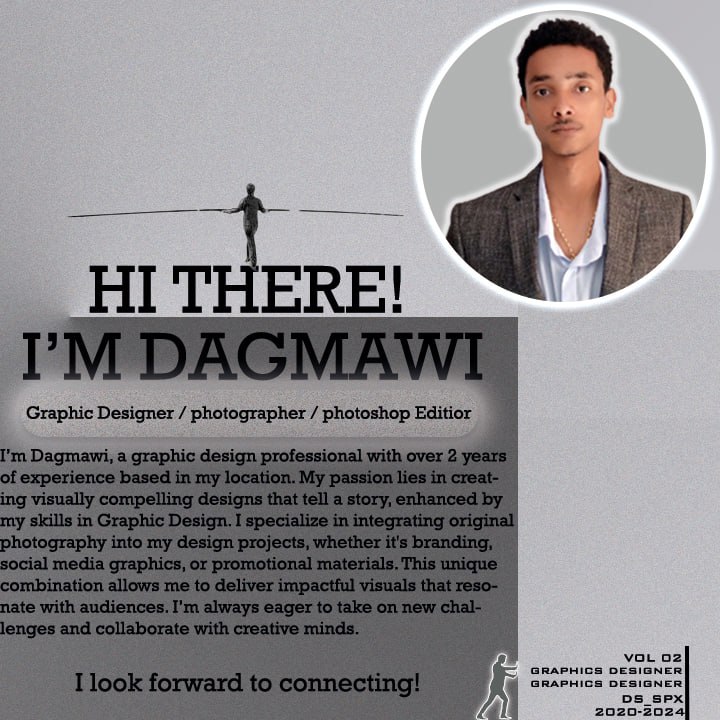 HI THERE!
I'M DAGMAWI
Graphic Designer / photographer / photoshop Editior
I'm Dagmawi, a graphic design professional with over 2 years
of experience based in my location. My passion lies in creat-
ing visually compelling designs that tell a story, enhanced by
my skills in Graphic Design. I specialize in integrating original
photography into my design projects, whether it's branding,
social media graphics, or promotional materials. This unique
combination allows me to deliver impactful visuals that reso-
nate with audiences. I'm always eager to take on new chal-
lenges and collaborate with creative minds.
I look forward to connecting!
VOL 02
GRAPHICS DESIGNER
GRAPHICS DESIGNER
DS_SPX
2020-2024